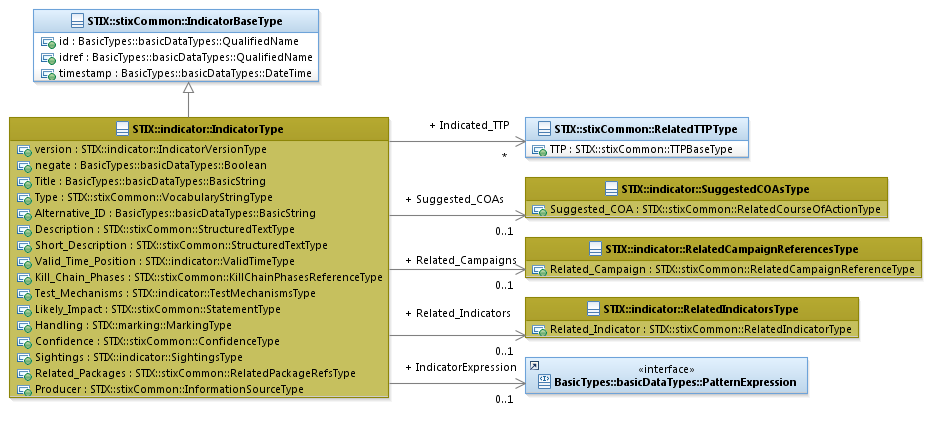 STIX::stixCommon::IndicatorBaseType
id : BasicTypes::basicDataTypes::QualifiedName
idref : BasicTypes::basicDataTypes::QualifiedName
timestamp : BasicTypes::basicDataTypes::DateTime
STIX::indicator::IndicatorType
version : STIX::indicator::IndicatorVersionType
negate : BasicTypes::basicDataTypes::Boolean
Title : BasicTypes::basicDataTypes::BasicString
Type : STIX::stixCommon::VocabularyStringType
Alternative_ID : BasicTypes::basicDataTypes::BasicString
Description : STIX::stixCommon::StructuredTextType
Short_Description : STIX::stixCommon::StructuredTextType
Valid_Time_Position : STIX::indicator::ValidTimeType
Kill_Chain_Phases : STIX::stixCommon::KillChainPhasesReferenceType
Test_Mechanisms : STIX::indicator::TestMechanismsType
Likely_Impact : STIX::stixCommon::StatementType
Handling : STIX::marking::MarkingType
Confidence : STIX::stixCommon::ConfidenceType
Sightings : STIX::indicator::SightingsType
Related_Packages : STIX::stixCommon::RelatedPackageRefsType
Producer : STIX::stixCommon::InformationSourceType
+ Indicated_TTP
*
STIX::stixCommon::RelatedTTPType
TTP : STIX::stixCommon::TTPBaseType
+ Suggested_COAs
0..1
STIX::indicator::SuggestedCOAsType
Suggested_COA : STIX::stixCommon::RelatedCourseOfActionType
+ Related_Campaigns
0..1
STIX::indicator::RelatedCampaignReferencesType
Related_Campaign : STIX::stixCommon::RelatedCampaignReferenceType
+ Related_Indicators
0..1
STIX::indicator::RelatedIndicatorsType
Related_Indicator : STIX::stixCommon::RelatedIndicatorType
+ IndicatorExpression
0..1
«interface»
BasicTypes::basicDataTypes::PatternExpression